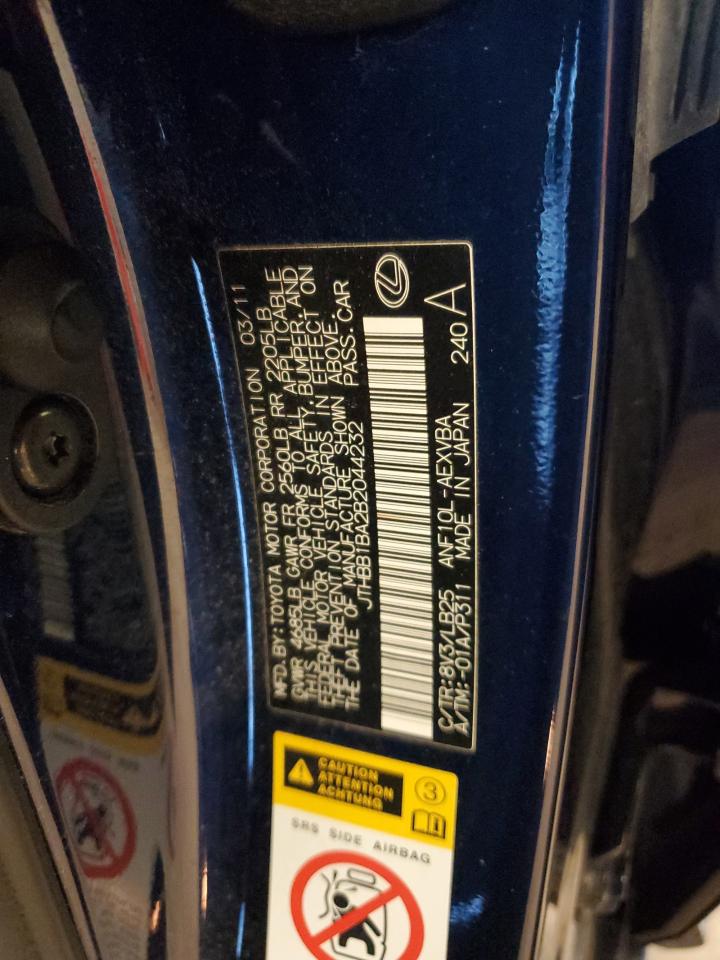 MFD. BY: TOYOTA MOTOR CORPORATION 03/11
GVWR 4685LB GAWR FR 2560LB RR 2205LB
THIS VEHICLE CONFORMS TO ALL APPLICABLE
FEDERAL MOTOR VEHICLE SAFETY, BUMPER, AND
THEFT PREVENTION STANDARDS IN EFFECT ON
THE DATE OF MANUFACTURE SHOWN ABOVE.
JTHBB1BA2B2044232 PASS. CAR
C/TR: 8V3/LB25 ANF10L-AEXVBA 240 A
A/TM: -01A/P311 MADE IN JAPAN
CAUTION
ATTENTION
ACHTUNG
3
SRS SIDE AIRBAG